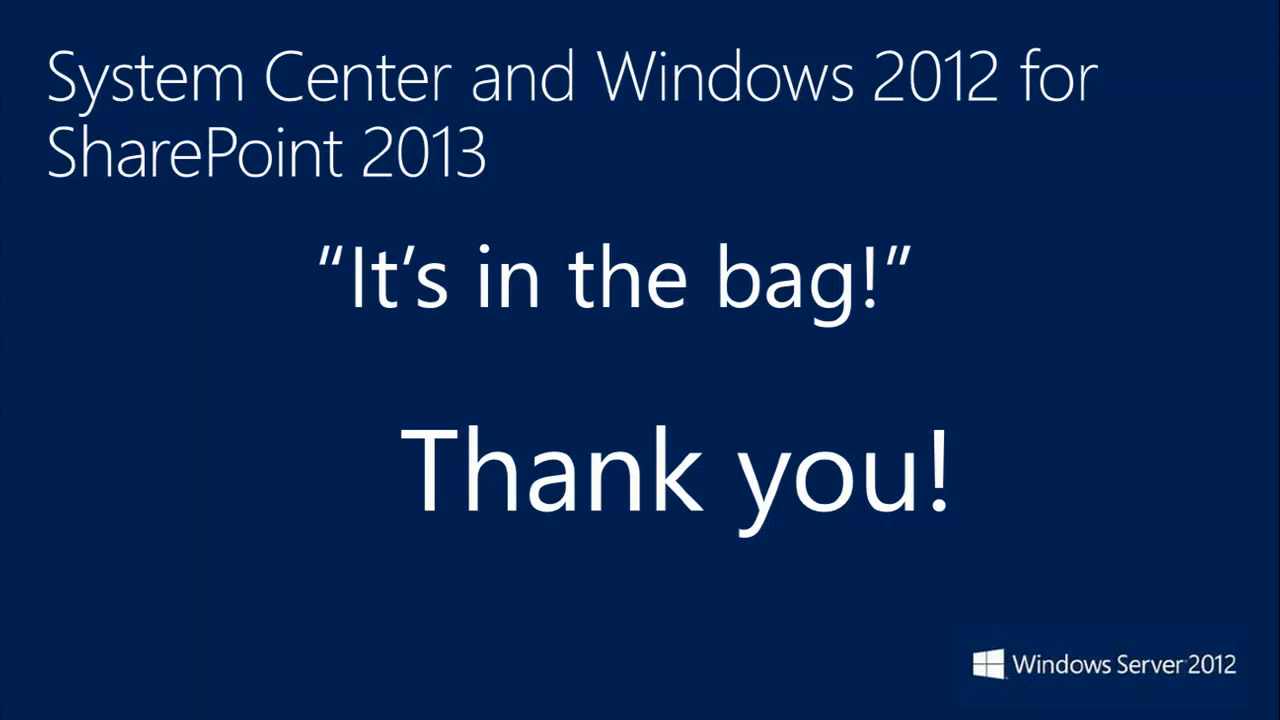 System Center and Windows 2012 for
SharePoint 2013
“It’s in the bag!”
Thank you!
Windows Server 2012